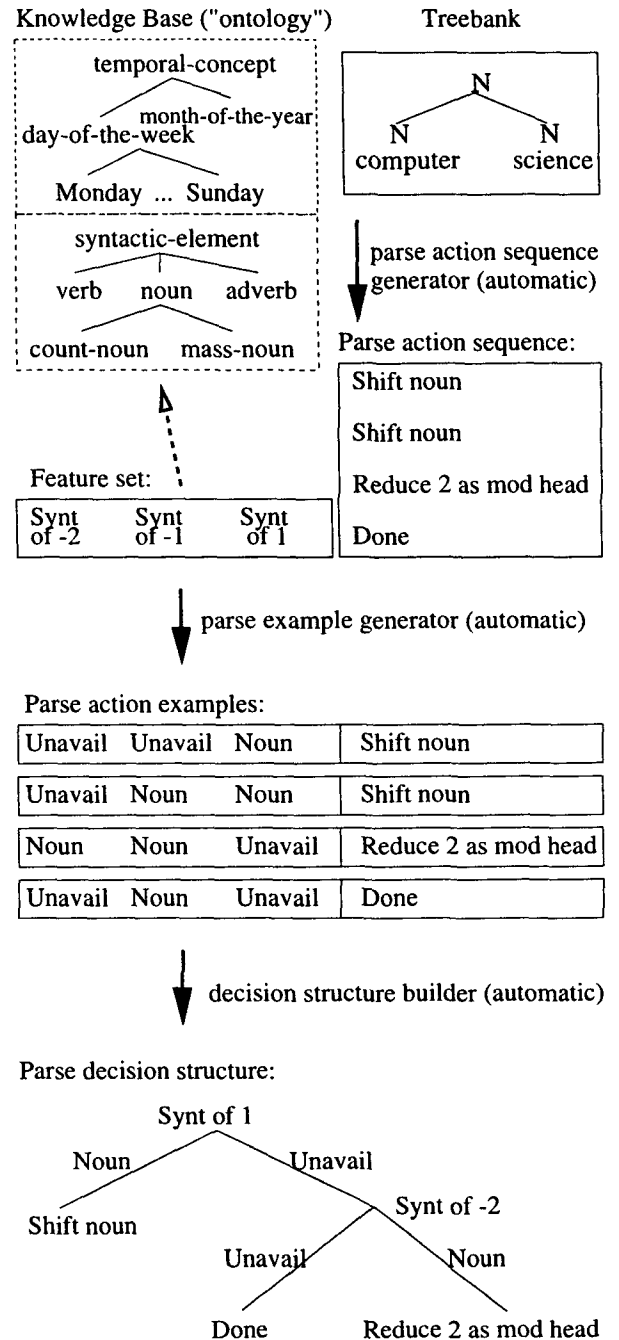 Knowledge Base ("ontology")
temporal-concept
month-of-the-year
day-of-the-week
Monday ... Sunday
syntactic-element
verb noun adverb
count-noun mass-noun
Treebank
N
N N
computer science
parse action sequence
generator (automatic)
Parse action sequence:
Shift noun
Shift noun
Reduce 2 as mod head
Done
Feature set:
Synt Synt Synt
of -2 of -1 of 1
parse example generator (automatic)
Parse action examples:
Unavail Unavail Noun Shift noun
Unavail Noun Noun Shift noun
Noun Noun Unavail Reduce 2 as mod head
Unavail Noun Unavail Done
decision structure builder (automatic)
Parse decision structure:
Synt of 1
Noun Unavail
Shift noun
Synt of -2
Unavail Noun
Done Reduce 2 as mod head